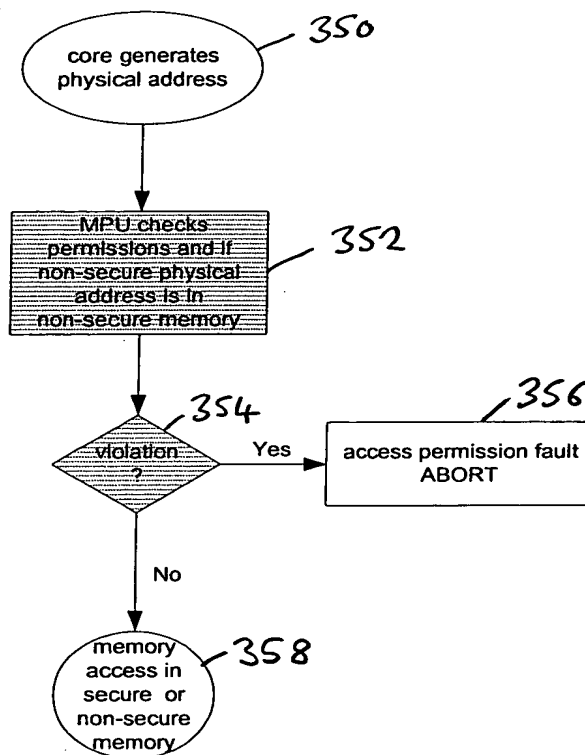 350
core generates
physical address
MPU checks
permissions and if
non-secure physical
address is in
non-secure memory
352
354
violation
?
Yes
356
access permission fault
ABORT
No
memory
access in
secure or
non-secure
memory
358